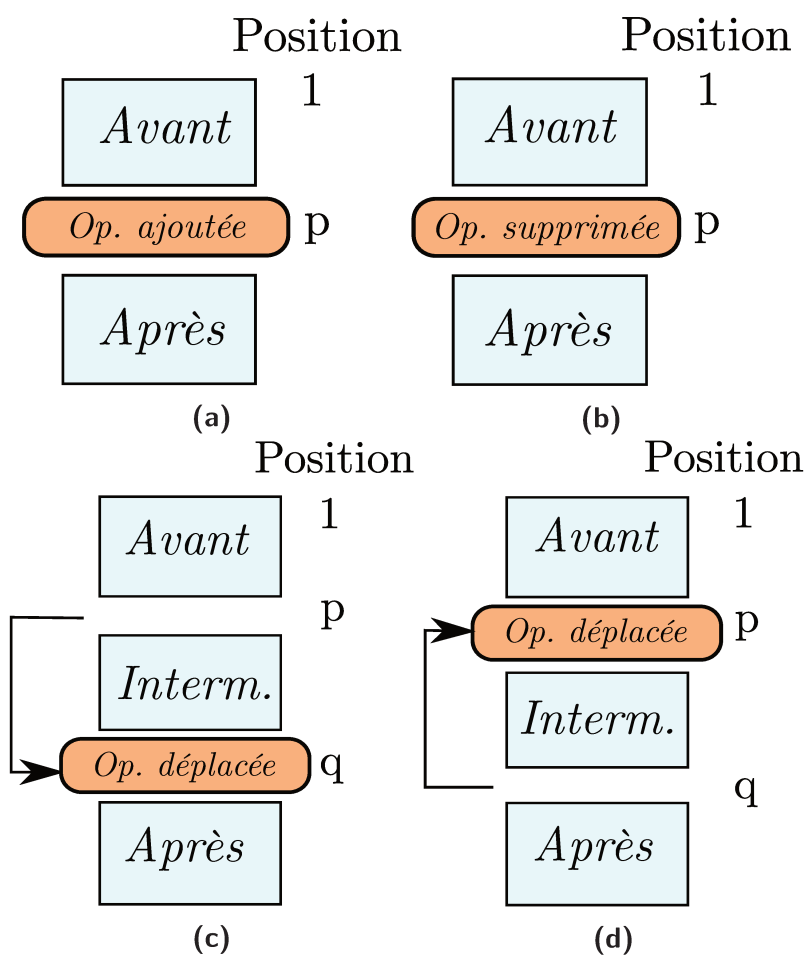 Position
1
Avant
Op. ajoutée p
Après
(a)
Position
1
Avant
Op. supprimée p
Après
(b)
Position
1
Avant
p
Interm.
Op. déplacée q
Après
(c)
Position
1
Avant
Op. déplacée p
Interm.
q
Après
(d)